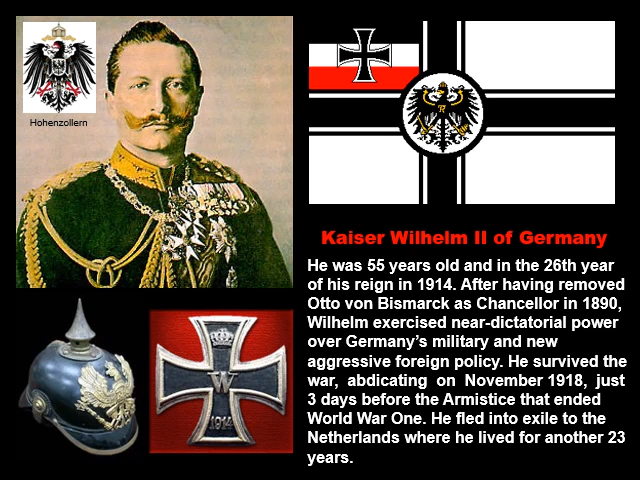 Hohenzollern
Kaiser Wilhelm II of Germany
He was 55 years old and in the 26th year
of his reign in 1914. After having removed
Otto von Bismarck as Chancellor in 1890,
Wilhelm exercised near-dictatorial power
over Germany's military and new
aggressive foreign policy. He survived the
war, abdicating on November 1918, just
3 days before the Armistice that ended
World War One. He fled into exile to the
Netherlands where he lived for another 23
years.
W
1914